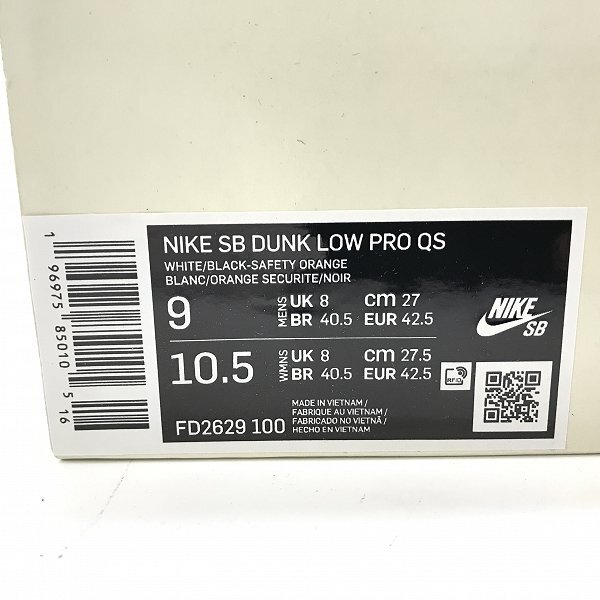 1 96975 85010 5 16
NIKE SB DUNK LOW PRO QS
WHITE/BLACK-SAFETY ORANGE
BLANC/ORANGE SECURITE/NOIR
9 MENS UK 8 cm 27
BR 40.5 EUR 42.5
10.5 WMNS UK 8 cm 27.5
BR 40.5 EUR 42.5
NIKE
SB
RFID
FD2629 100
MADE IN VIETNAM /
FABRIQUE AU VIETNAM /
FABRICADO NO VIETNÃ /
HECHO EN VIETNAM